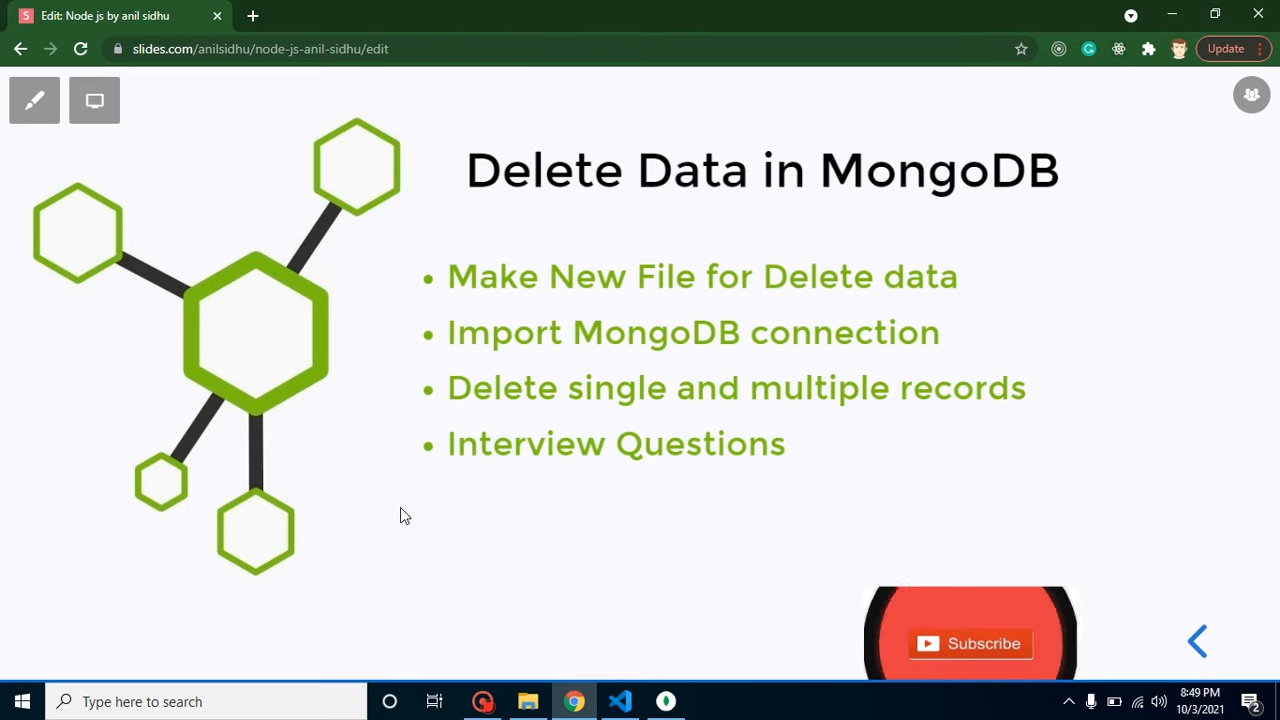 Edit: Node js by anil sidhu
slides.com/anilsidhu/node-js-anil-sidhu/edit
Update
Delete Data in MongoDB
• Make New File for Delete data
• Import MongoDB connection
• Delete single and multiple records
• Interview Questions
Subscribe
Type here to search
8:49 PM
10/3/2021
2